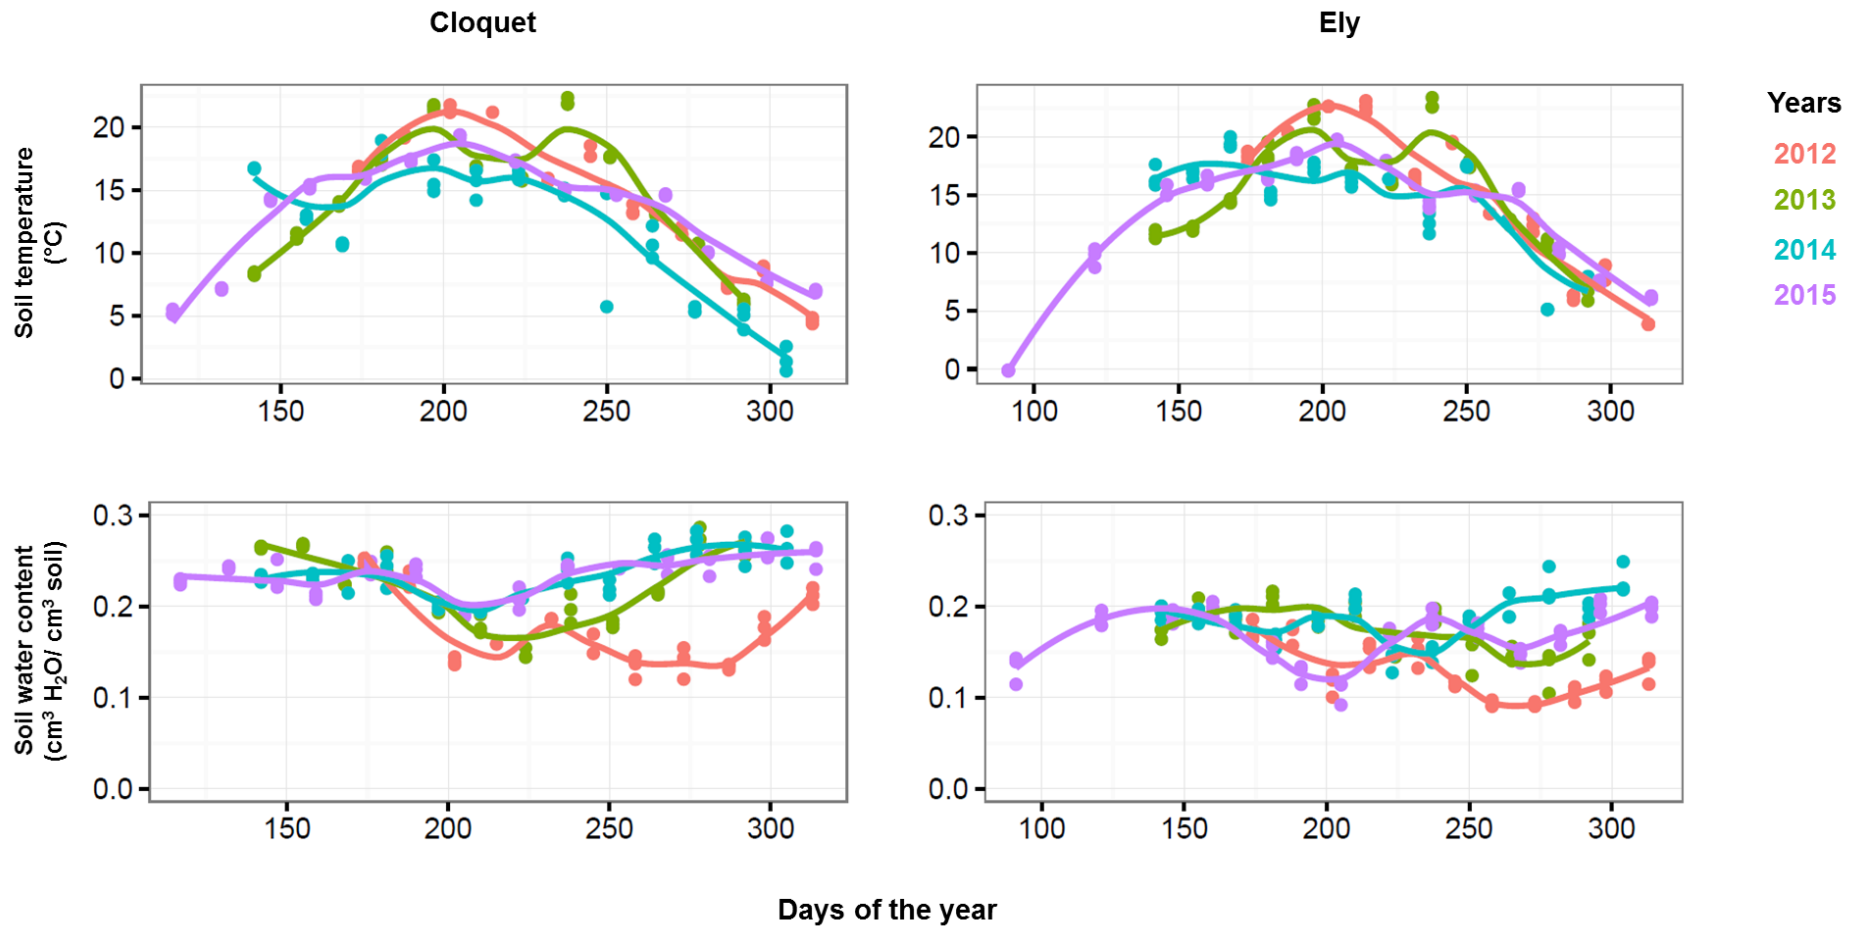 Cloquet
Ely
Years
2012
2013
2014
2015
Soil temperature
(°C)
20
15
10
5
0
150 200 250 300
20
15
10
5
0
100 150 200 250 300
Soil water content
(cm³ H₂O/ cm³ soil)
0.3
0.2
0.1
0.0
150 200 250 300
0.3
0.2
0.1
0.0
100 150 200 250 300
Days of the year